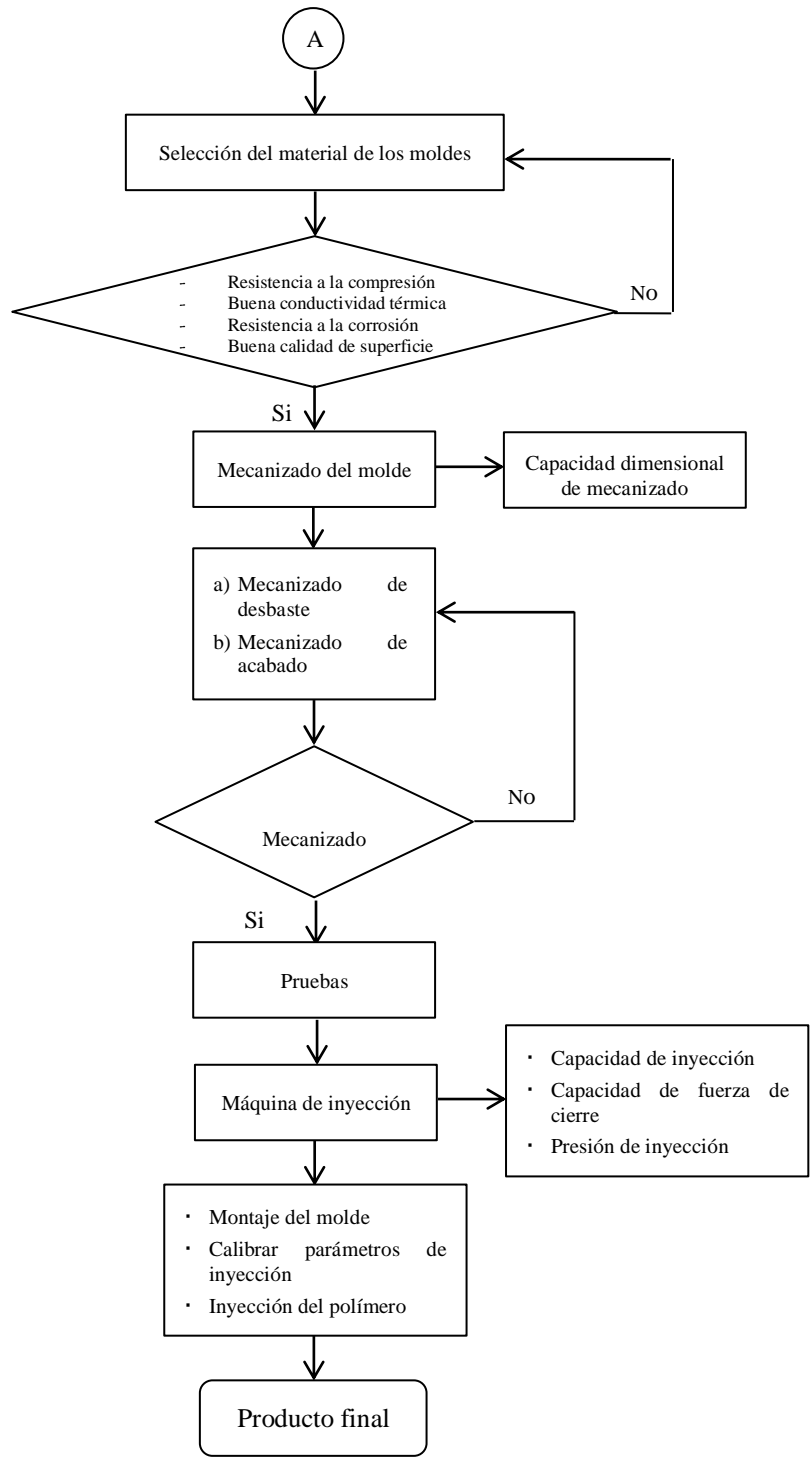 A
Selección del material de los moldes
- Resistencia a la compresión
- Buena conductividad térmica
- Resistencia a la corrosión
- Buena calidad de superficie
No
Si
Mecanizado del molde
Capacidad dimensional
de mecanizado
a) Mecanizado de
desbaste
b) Mecanizado de
acabado
No
Mecanizado
Si
Pruebas
Máquina de inyección
· Capacidad de inyección
· Capacidad de fuerza de
cierre
· Presión de inyección
· Montaje del molde
· Calibrar parámetros de
inyección
· Inyección del polímero
Producto final